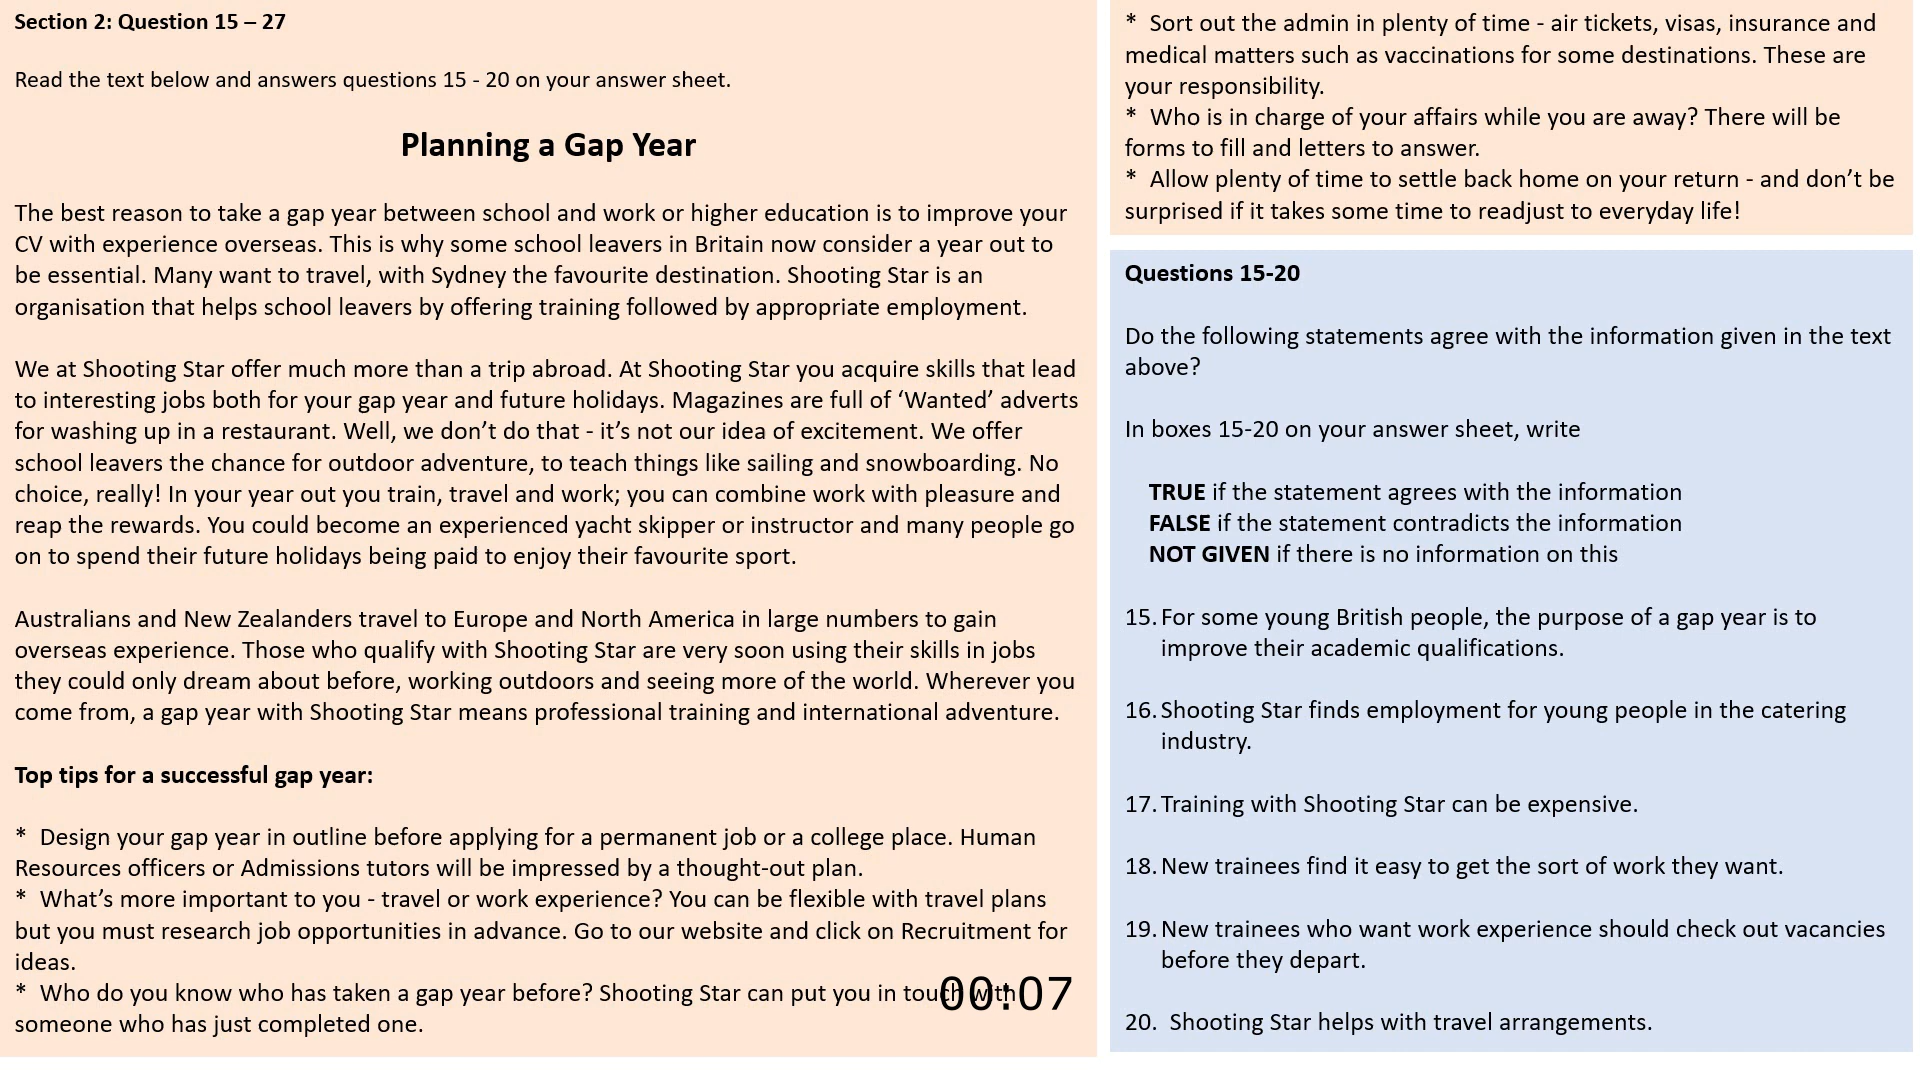 Section 2: Question 15 – 27
Read the text below and answers questions 15 - 20 on your answer sheet.
Planning a Gap Year
The best reason to take a gap year between school and work or higher education is to improve your
CV with experience overseas. This is why some school leavers in Britain now consider a year out to
be essential. Many want to travel, with Sydney the favourite destination. Shooting Star is an
organisation that helps school leavers by offering training followed by appropriate employment.
We at Shooting Star offer much more than a trip abroad. At Shooting Star you acquire skills that lead
to interesting jobs both for your gap year and future holidays. Magazines are full of ‘Wanted’ adverts
for washing up in a restaurant. Well, we don’t do that - it’s not our idea of excitement. We offer
school leavers the chance for outdoor adventure, to teach things like sailing and snowboarding. No
choice, really! In your year out you train, travel and work; you can combine work with pleasure and
reap the rewards. You could become an experienced yacht skipper or instructor and many people go
on to spend their future holidays being paid to enjoy their favourite sport.
Australians and New Zealanders travel to Europe and North America in large numbers to gain
overseas experience. Those who qualify with Shooting Star are very soon using their skills in jobs
they could only dream about before, working outdoors and seeing more of the world. Wherever you
come from, a gap year with Shooting Star means professional training and international adventure.
Top tips for a successful gap year:
* Design your gap year in outline before applying for a permanent job or a college place. Human
Resources officers or Admissions tutors will be impressed by a thought-out plan.
* What’s more important to you - travel or work experience? You can be flexible with travel plans
but you must research job opportunities in advance. Go to our website and click on Recruitment for
ideas.
* Who do you know who has taken a gap year before? Shooting Star can put you in touch with
someone who has just completed one.
00:07
* Sort out the admin in plenty of time - air tickets, visas, insurance and
medical matters such as vaccinations for some destinations. These are
your responsibility.
* Who is in charge of your affairs while you are away? There will be
forms to fill and letters to answer.
* Allow plenty of time to settle back home on your return - and don’t be
surprised if it takes some time to readjust to everyday life!
Questions 15-20
Do the following statements agree with the information given in the text
above?
In boxes 15-20 on your answer sheet, write
TRUE if the statement agrees with the information
FALSE if the statement contradicts the information
NOT GIVEN if there is no information on this
15. For some young British people, the purpose of a gap year is to
improve their academic qualifications.
16. Shooting Star finds employment for young people in the catering
industry.
17. Training with Shooting Star can be expensive.
18. New trainees find it easy to get the sort of work they want.
19. New trainees who want work experience should check out vacancies
before they depart.
20. Shooting Star helps with travel arrangements.